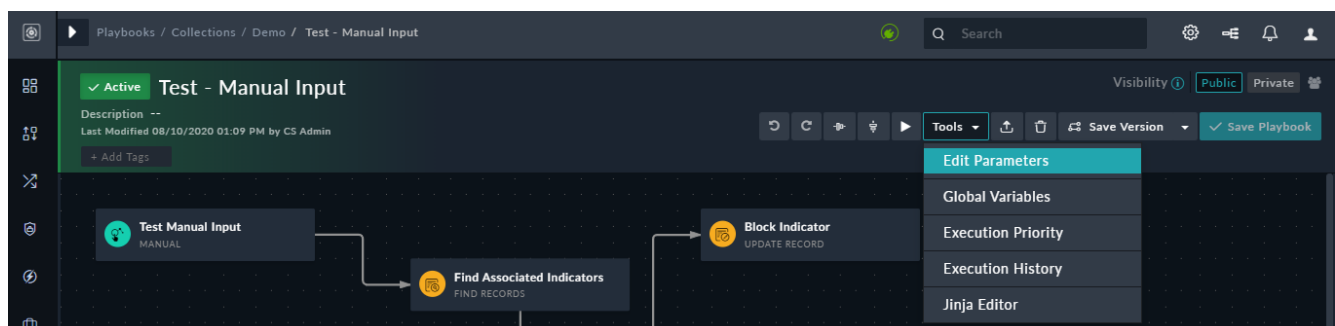 Playbooks / Collections / Demo / Test - Manual Input
Search
Active
Test - Manual Input
Visibility
Public
Private
Description --
Last Modified 08/10/2020 01:09 PM by CS Admin
Tools
Save Version
Save Playbook
+ Add Tags
Edit Parameters
Global Variables
Execution Priority
Execution History
Jinja Editor
Test Manual Input
MANUAL
Block Indicator
UPDATE RECORD
Find Associated Indicators
FIND RECORDS